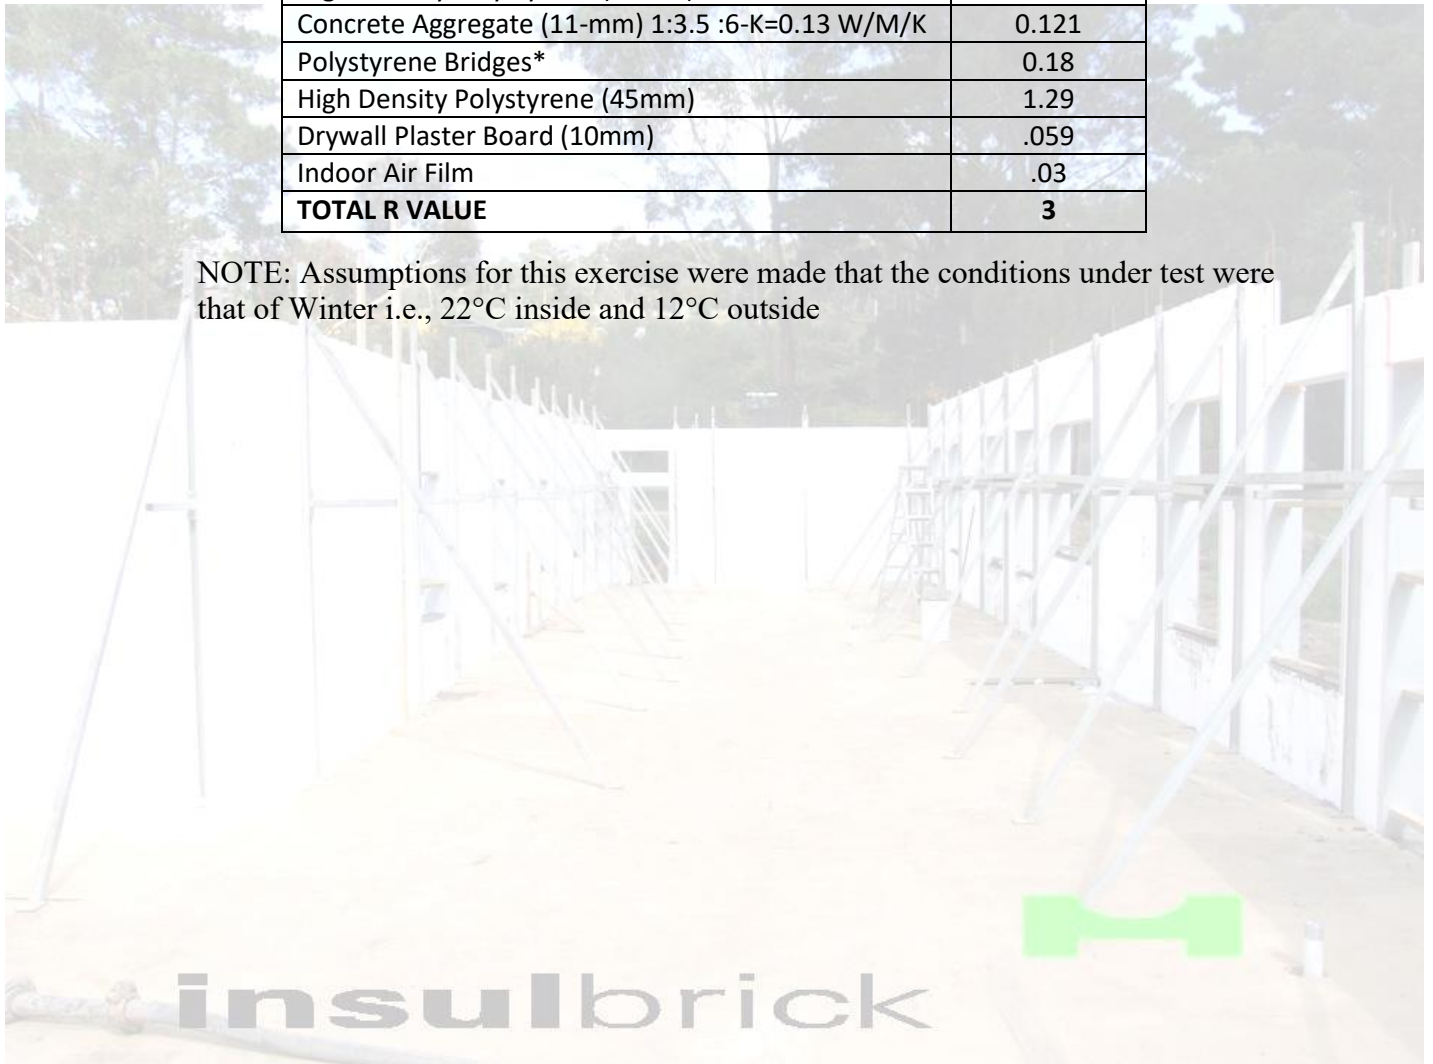 Concrete Aggregate (11-mm) 1:3.5 :6-K=0.13 W/M/K 0.121
Polystyrene Bridges* 0.18
High Density Polystyrene (45mm) 1.29
Drywall Plaster Board (10mm) .059
Indoor Air Film .03
TOTAL R VALUE 3
NOTE: Assumptions for this exercise were made that the conditions under test were
that of Winter i.e., 22°C inside and 12°C outside
insulbrick